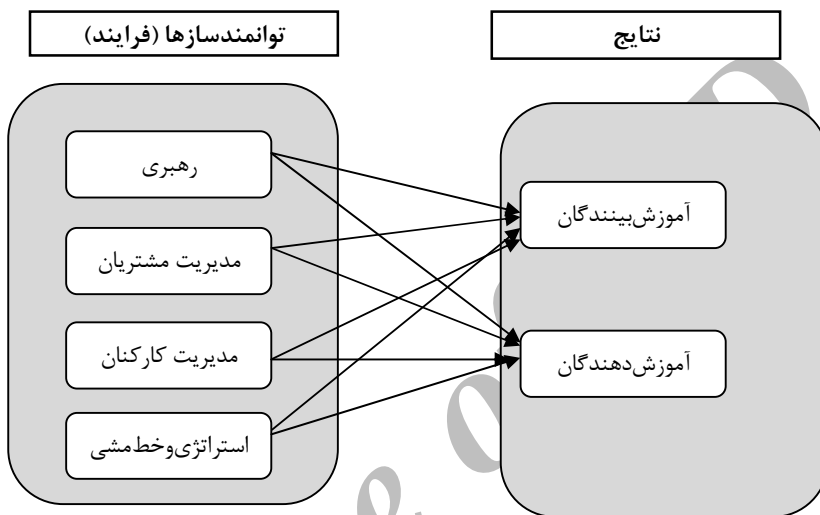 توانمندسازها (فرایند)
نتایج
رهبری
مدیریت مشتریان
مدیریت کارکنان
استراتژی‌وخط‌مشی
آموزش‌بینندگان
آموزش‌دهندگان